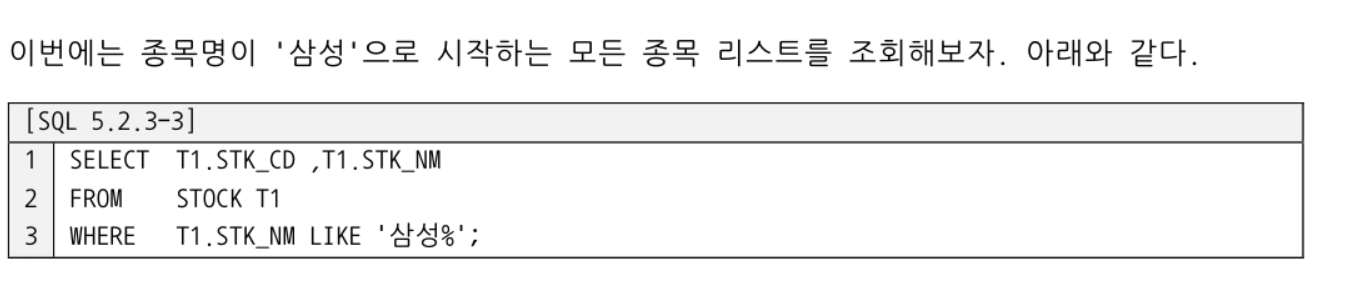 이번에는 종목명이 '삼성'으로 시작하는 모든 종목 리스트를 조회해보자. 아래와 같다.
[SQL 5.2.3-3]
1 SELECT T1.STK_CD ,T1.STK_NM
2 FROM STOCK T1
3 WHERE T1.STK_NM LIKE '삼성%';